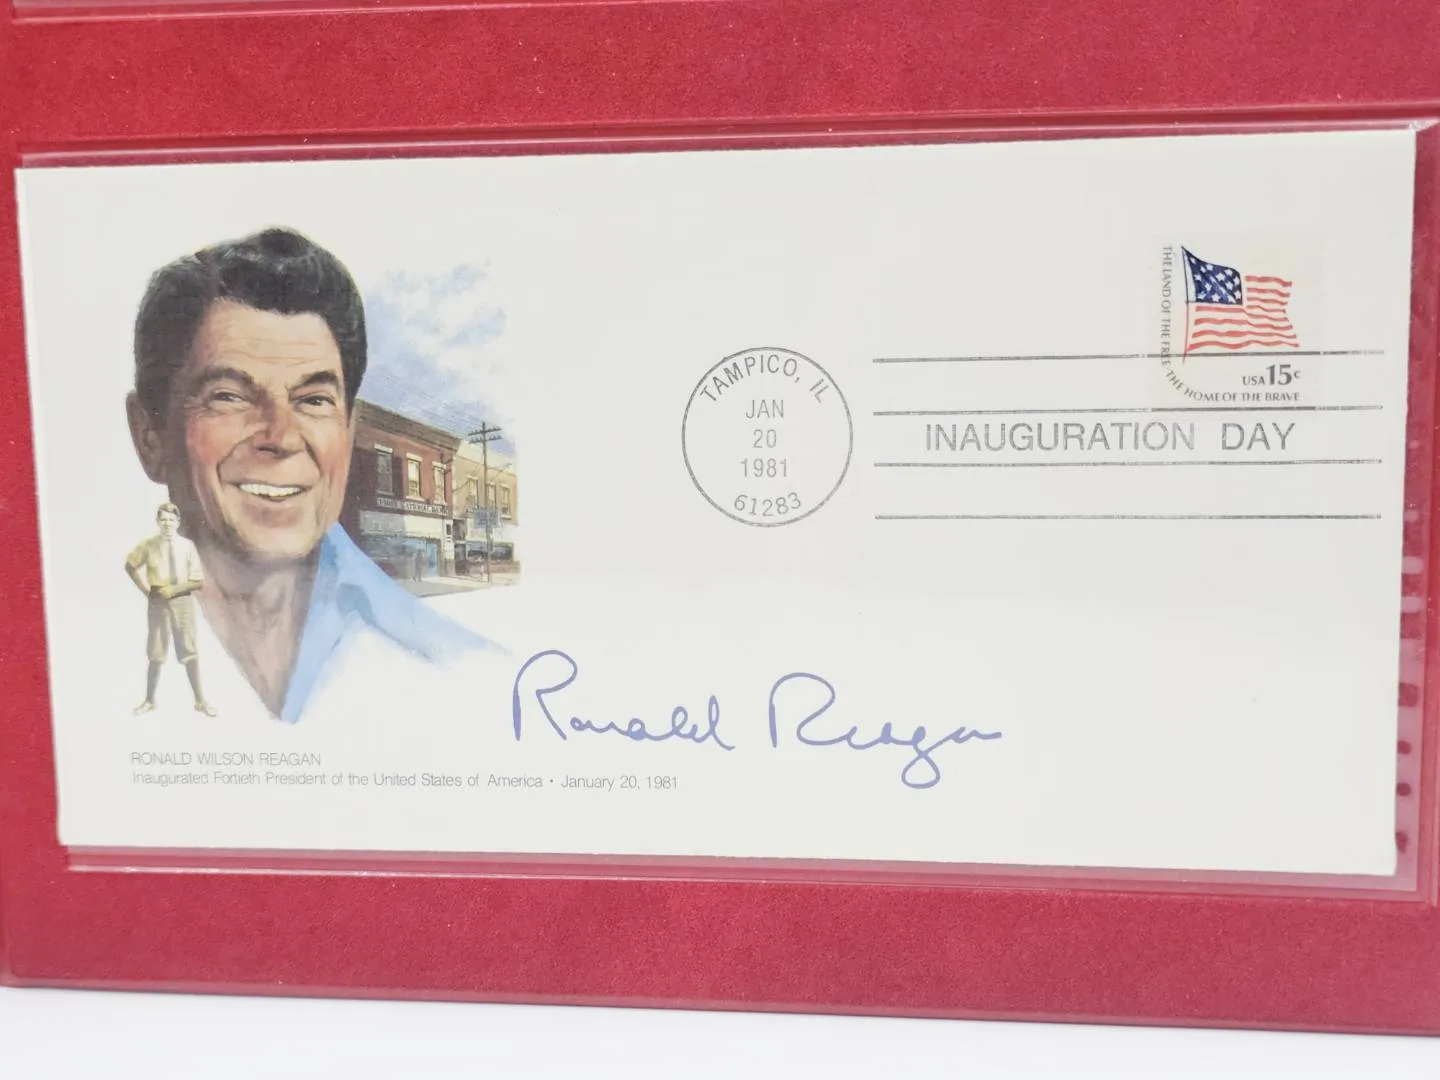 THE LAND OF THE FREE · THE HOME OF THE BRAVE
USA 15c
TAMPICO, IL
JAN
20
1981
61283
INAUGURATION DAY
Ronald Reagan
RONALD WILSON REAGAN
Inaugurated Fortieth President of the United States of America • January 20, 1981